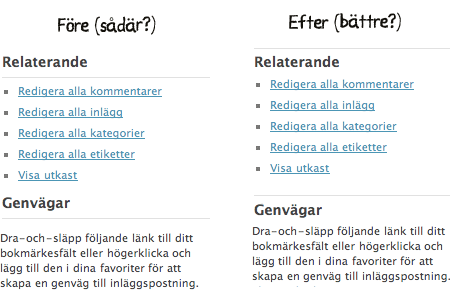 Före (sådär?)
Relaterande
Redigera alla kommentarer
Redigera alla inlägg
Redigera alla kategorier
Redigera alla etiketter
Visa utkast
Genvägar
Dra-och-släpp följande länk till ditt
bokmärkesfält eller högerklicka och
lägg till den i dina favoriter för att
skapa en genväg till inläggspostning.
Efter (bättre?)
Relaterande
Redigera alla kommentarer
Redigera alla inlägg
Redigera alla kategorier
Redigera alla etiketter
Visa utkast
Genvägar
Dra-och-släpp följande länk till ditt
bokmärkesfält eller högerklicka och
lägg till den i dina favoriter för att
skapa en genväg till inläggspostning.